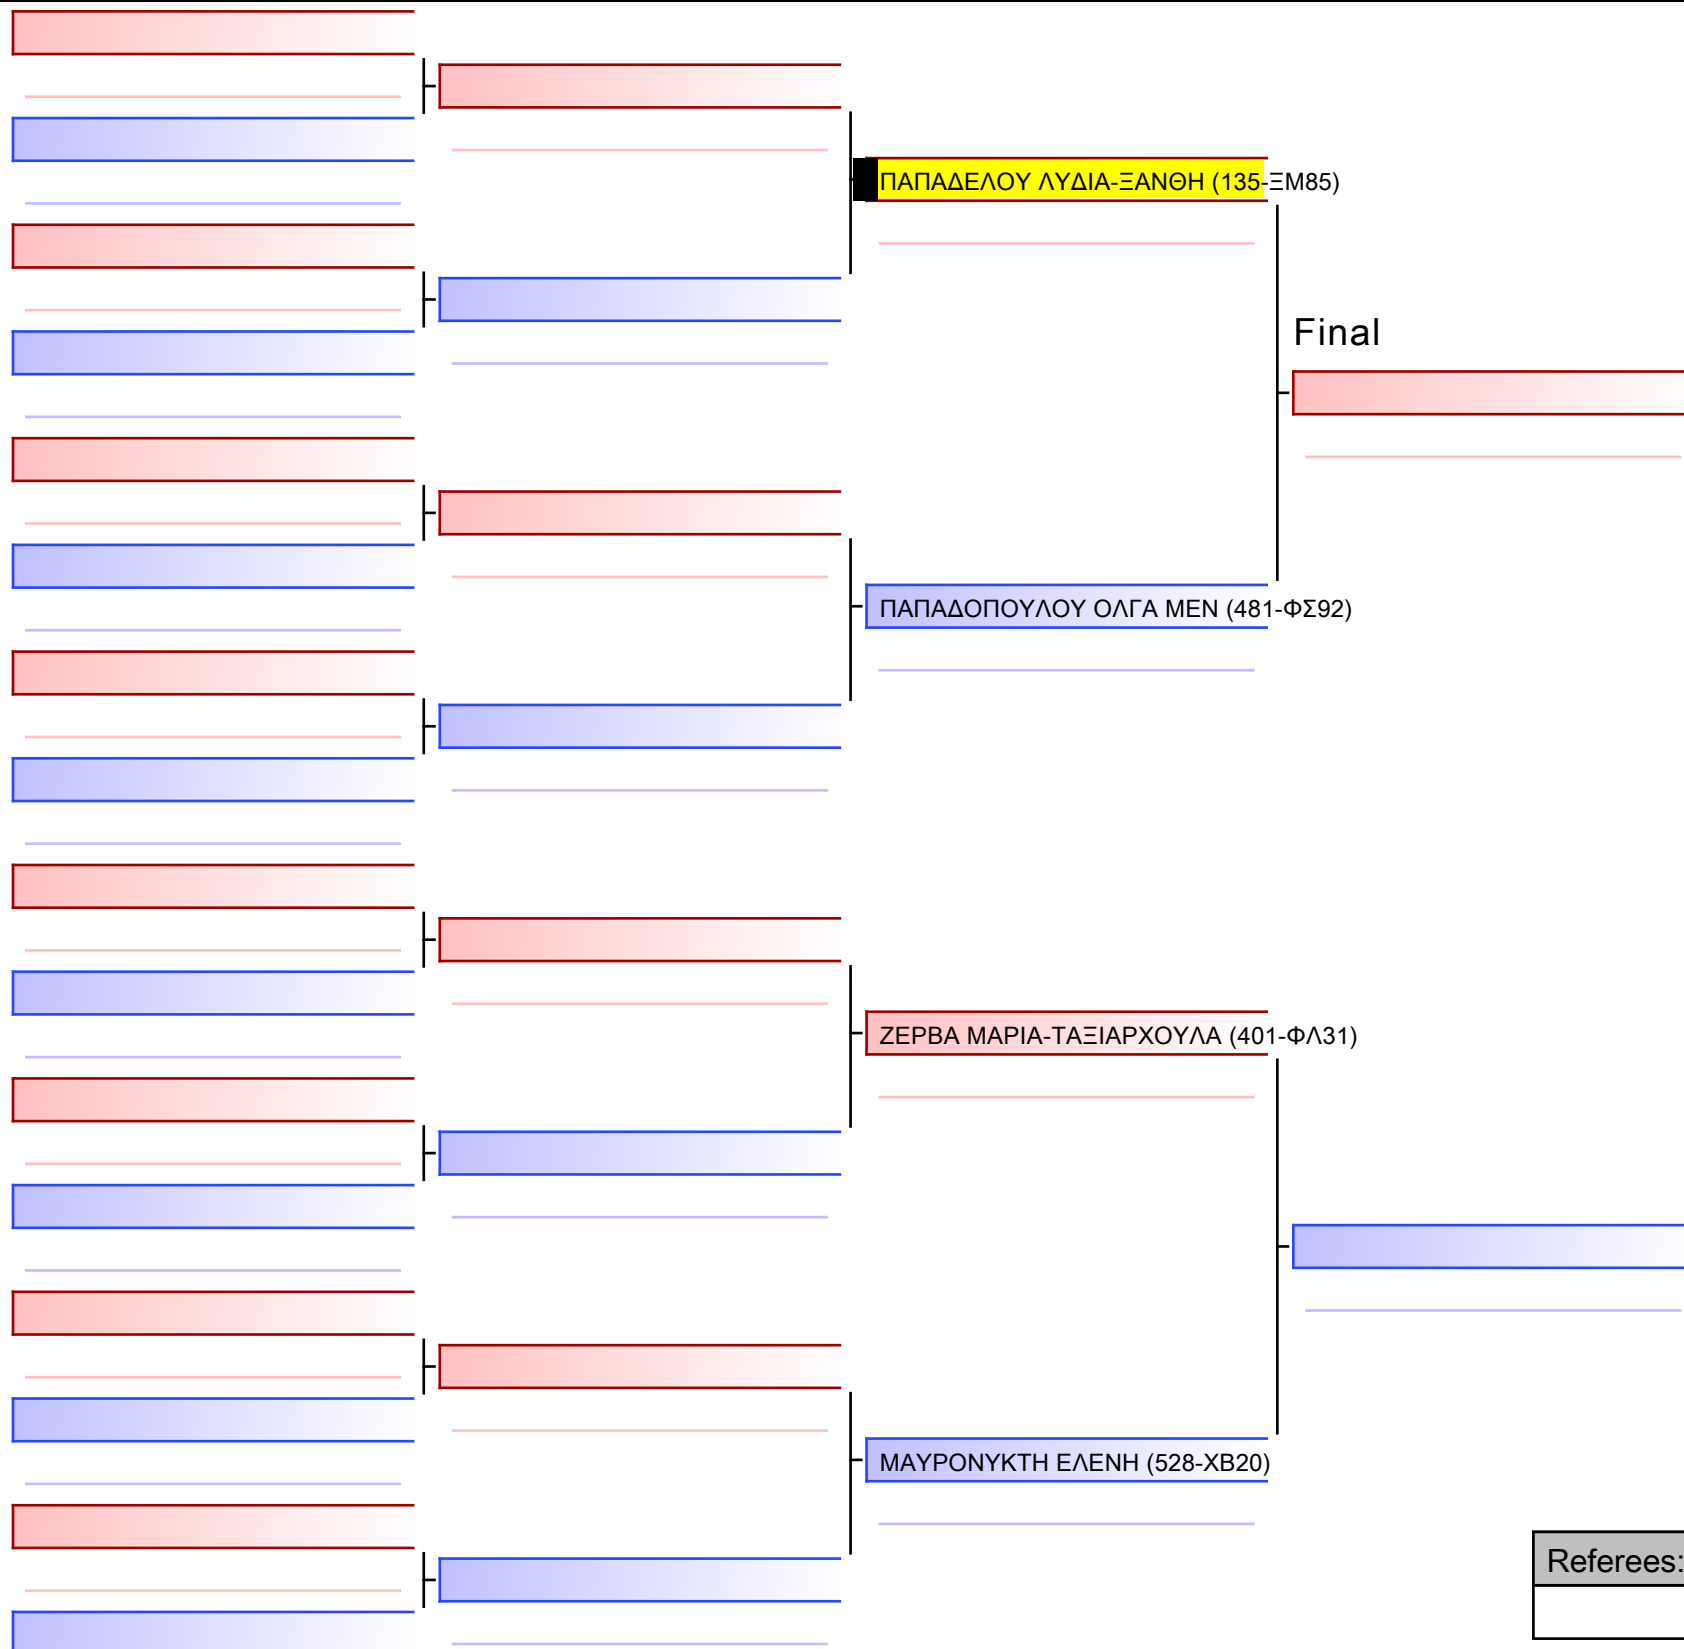 ΠΑΠΑΔΕΛΟΥ ΛΥΔΙΑ-ΞΑΝΘΗ (135-ΞΜ85)
Final
ΠΑΠΑΔΟΠΟΥΛΟΥ ΟΛΓΑ ΜΕΝ (481-ΦΣ92)
ΖΕΡΒΑ ΜΑΡΙΑ-ΤΑΞΙΑΡΧΟΥΛΑ (401-ΦΛ31)
ΜΑΥΡΟΝΥΚΤΗ ΕΛΕΝΗ (528-ΧΒ20)
Referees: